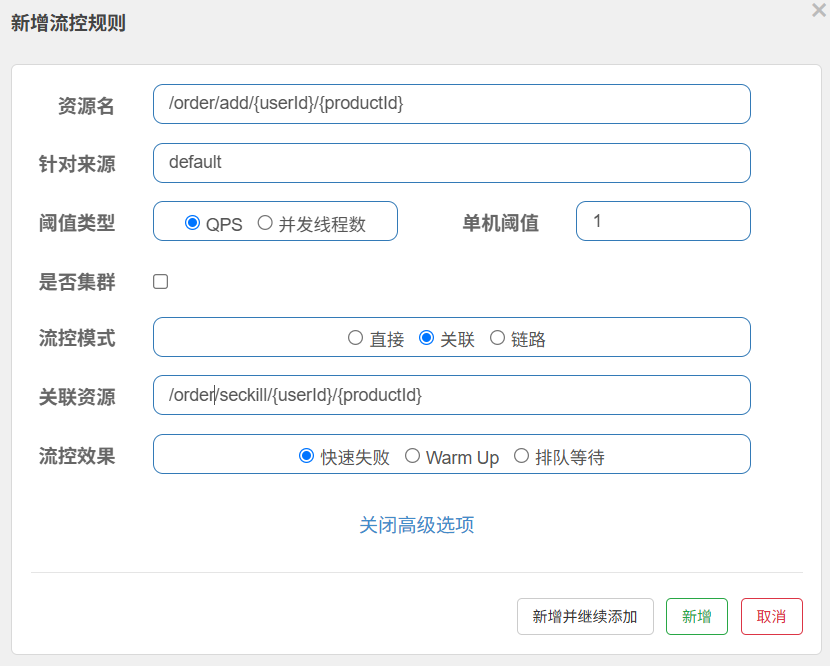 新增流控规则
资源名 /order/add/{userId}/{productId}
针对来源 default
阈值类型 QPS 并发线程数 单机阈值 1
是否集群
流控模式 直接 关联 链路
关联资源 /order/seckill/{userId}/{productId}
流控效果 快速失败 Warm Up 排队等待
关闭高级选项
新增并继续添加 新增 取消